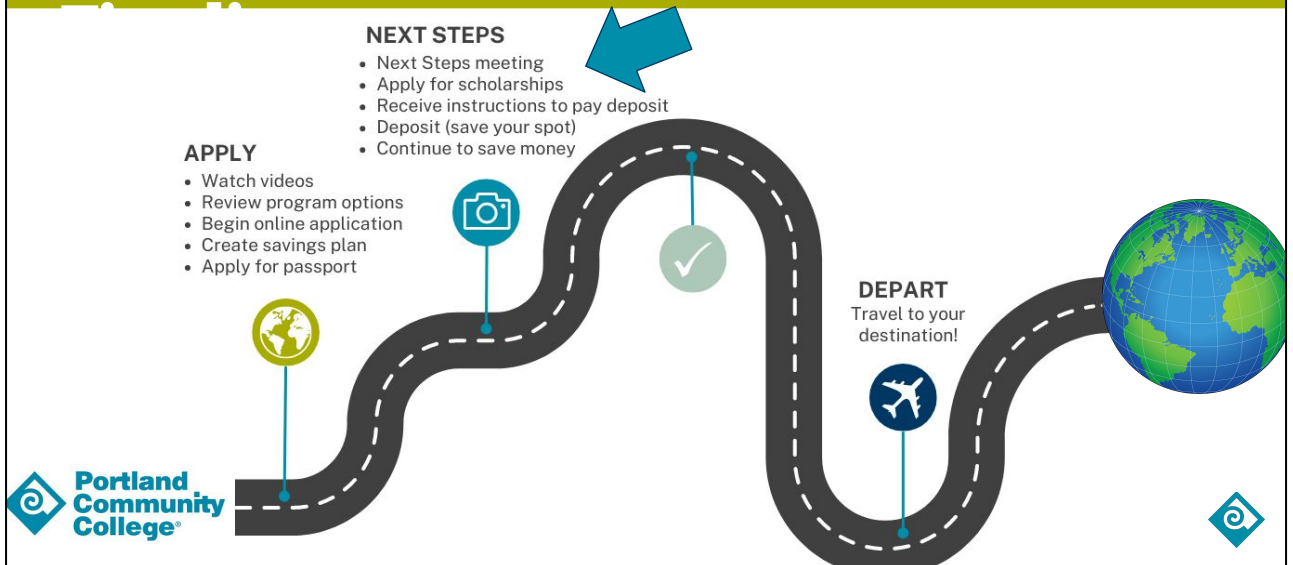 NEXT STEPS
• Next Steps meeting
• Apply for scholarships
• Receive instructions to pay deposit
• Deposit (save your spot)
• Continue to save money
APPLY
• Watch videos
• Review program options
• Begin online application
• Create savings plan
• Apply for passport
DEPART
Travel to your
destination!
Portland
Community
College®